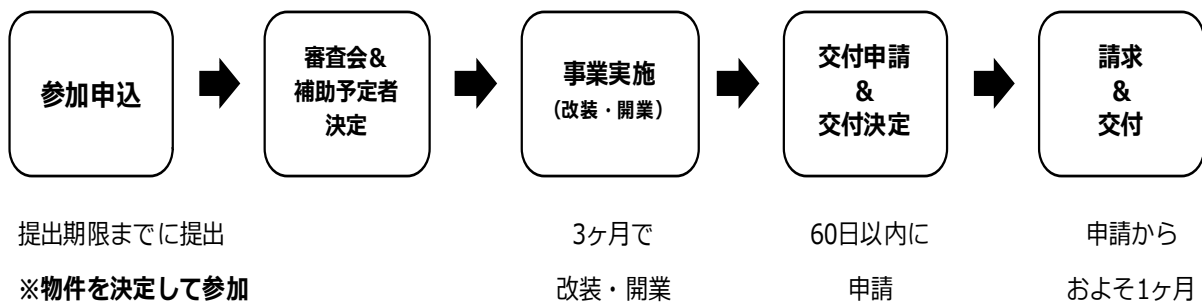 参加申込
審査会&
補助予定者
決定
事業実施
(改装・開業)
交付申請
&
交付決定
請求
&
交付
提出期限までに提出
※物件を決定して参加
3ヶ月で
改装・開業
60日以内に
申請
申請から
およそ1ヶ月